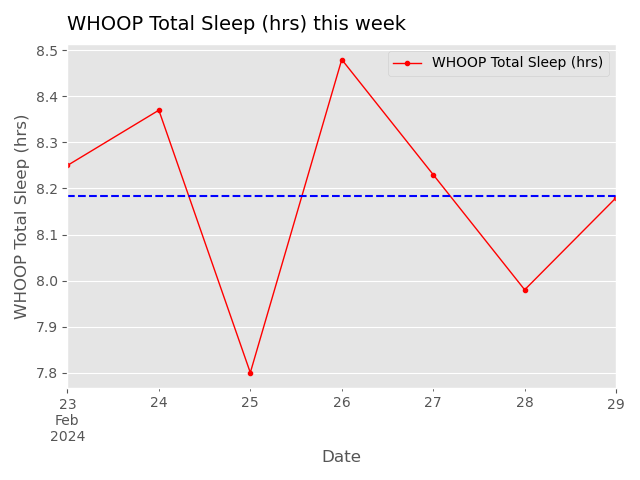 WHOOP Total Sleep (hrs) this week
WHOOP Total Sleep (hrs)
WHOOP Total Sleep (hrs)
8.5
8.4
8.3
8.2
8.1
8.0
7.9
7.8
23 24 25 26 27 28 29
Feb
2024
Date